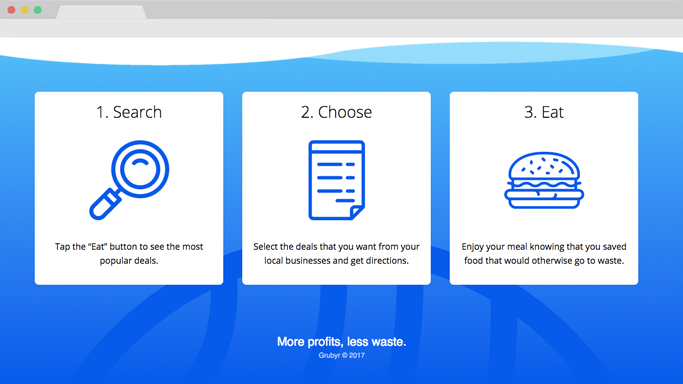 1. Search
Tap the “Eat” button to see the most
popular deals.
2. Choose
Select the deals that you want from your
local businesses and get directions.
3. Eat
Enjoy your meal knowing that you saved
food that would otherwise go to waste.
More profits, less waste.
Grubyr © 2017